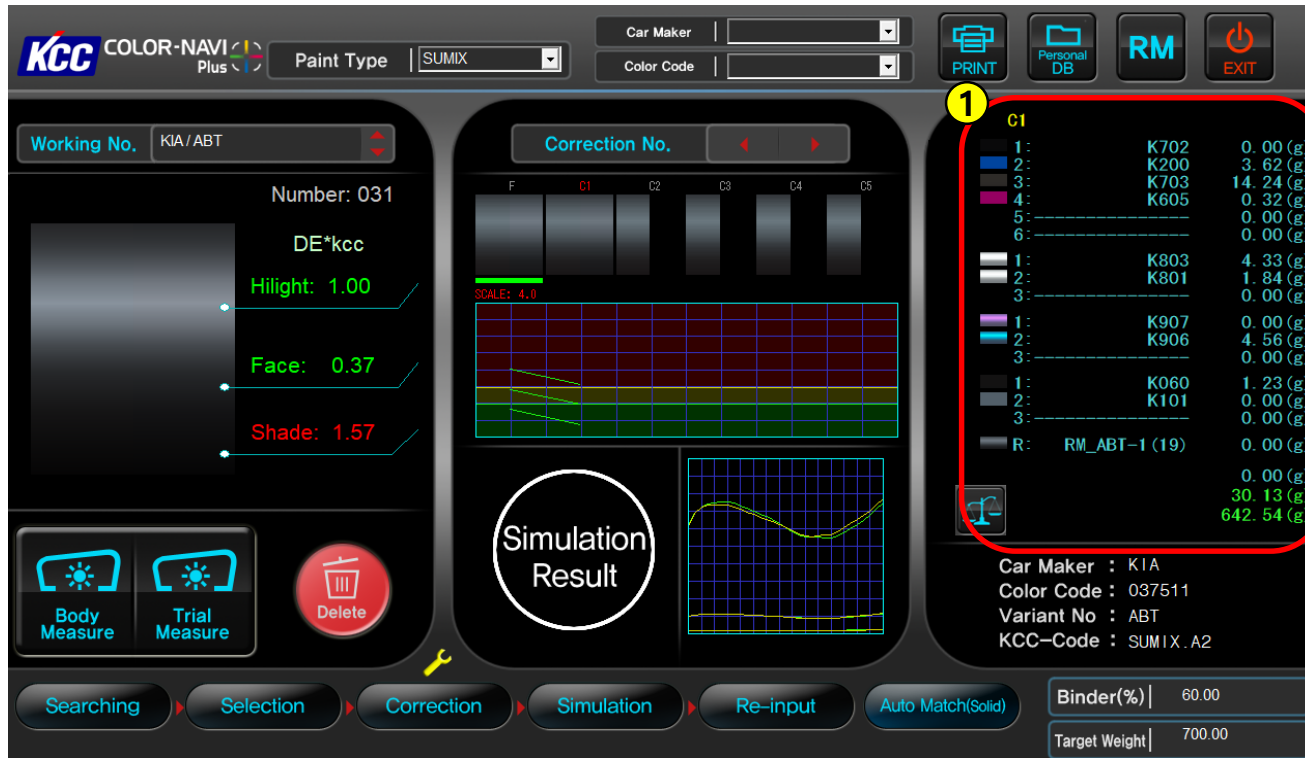 KCC COLOR-NAVI Plus
Paint Type SUMIX
Car Maker
Color Code
PRINT
Personal DB
RM
EXIT
1
Working No. KIA/ABT
Number: 031
DE*kcc
Hilight: 1.00
Face: 0.37
Shade: 1.57
Body Measure
Trial Measure
Delete
Correction No.
F C1 C2 C3 C4 C5
SCALE: 4.0
Simulation
Result
C1
1: K702 0.00(g
2: K200 3.62(g
3: K703 14.24(g
4: K605 0.32(g
5:---------------- 0.00(g
6:---------------- 0.00(g
1: K803 4.33(g
2: K801 1.84(g
3:---------------- 0.00(g
1: K907 0.00(g
2: K906 4.56(g
3:---------------- 0.00(g
1: K060 1.23(g
2: K101 0.00(g
3:---------------- 0.00(g
R: RM_ABT-1(19) 0.00(g
0.00(g
30.13(g
642.54(g
Car Maker : KIA
Color Code : 037511
Variant No : ABT
KCC-Code : SUMIX.A2
Searching
Selection
Correction
Simulation
Re-input
Auto Match(Solid)
Binder(%) 60.00
Target Weight 700.00